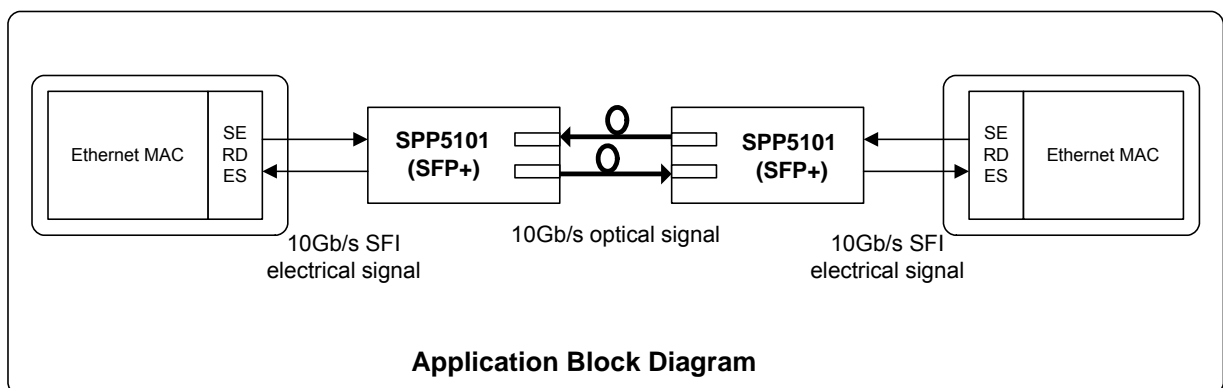 Ethernet MAC
SE
RD
ES
SPP5101
(SFP+)
SPP5101
(SFP+)
SE
RD
ES
Ethernet MAC
10Gb/s SFI
electrical signal
10Gb/s optical signal
10Gb/s SFI
electrical signal
Application Block Diagram